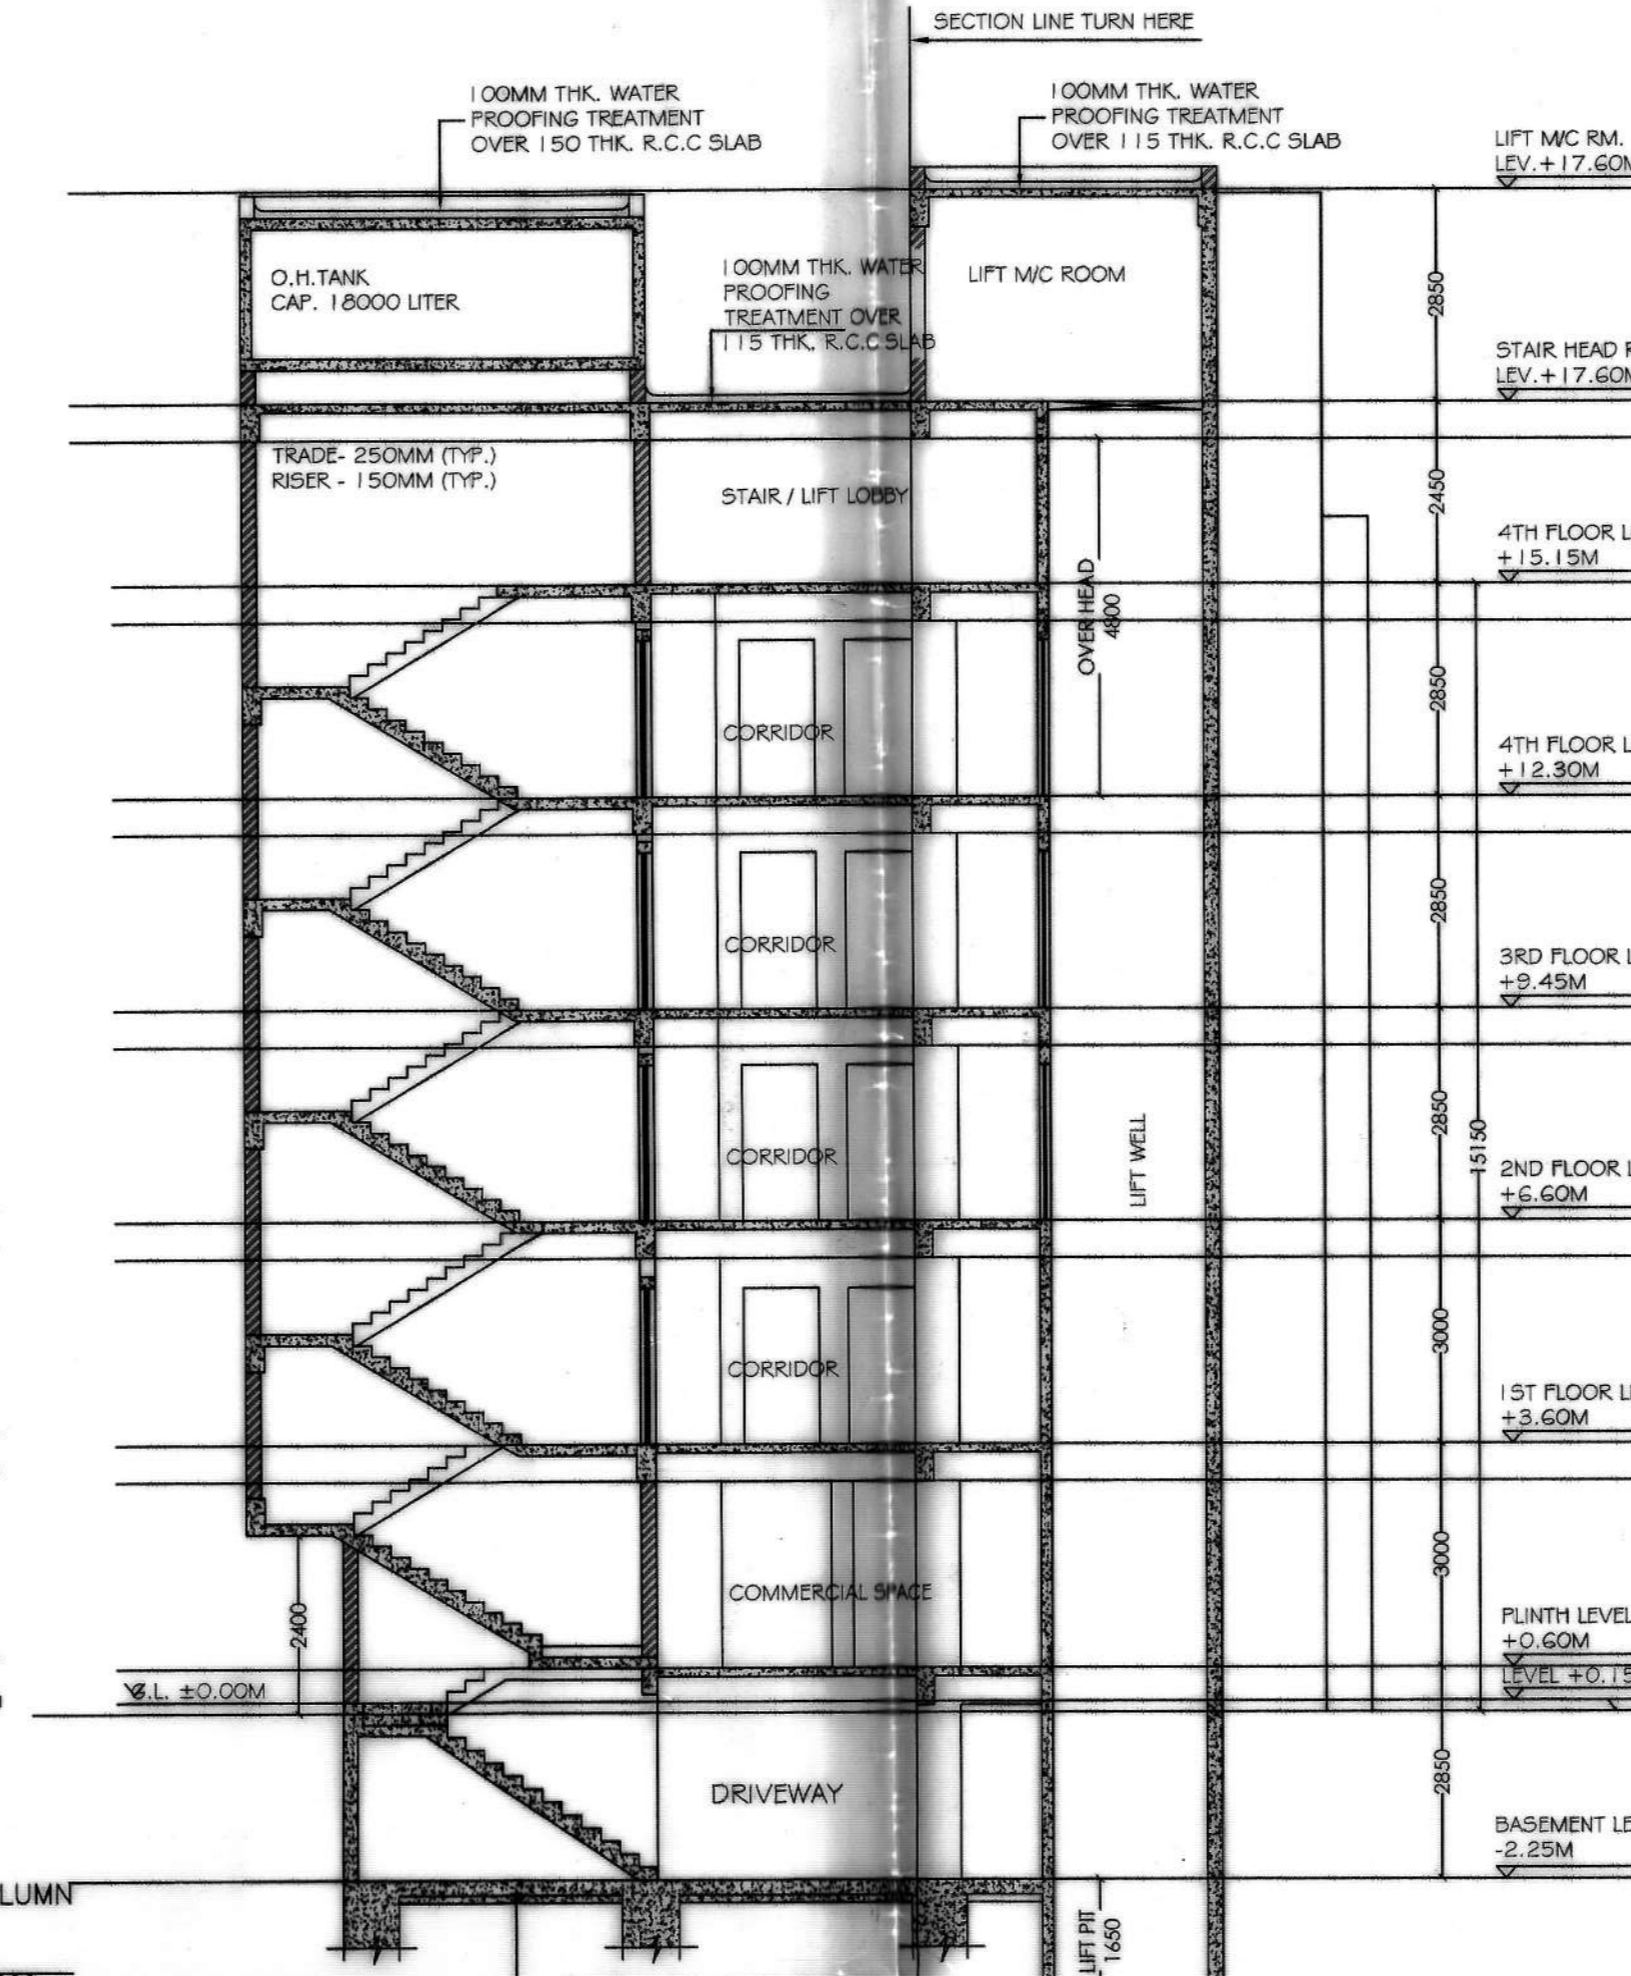 SECTION LINE TURN HERE
100MM THK. WATER
PROOFING TREATMENT
OVER 150 THK. R.C.C SLAB
100MM THK. WATER
PROOFING TREATMENT
OVER 115 THK. R.C.C SLAB
LIFT M/C RM.
LEV.+17.60M
O.H.TANK
CAP. 18000 LITER
100MM THK. WATER
PROOFING
TREATMENT OVER
115 THK. R.C.C SLAB
LIFT M/C ROOM
2850
STAIR HEAD
LEV.+17.60M
TRADE- 250MM (TYP.)
RISER - 150MM (TYP.)
STAIR / LIFT LOBBY
2450
4TH FLOOR
+15.15M
OVER HEAD
4800
CORRIDOR
2850
4TH FLOOR
+12.30M
CORRIDOR
2850
3RD FLOOR
+9.45M
CORRIDOR
LIFT WELL
2850
15150
2ND FLOOR
+6.60M
CORRIDOR
3000
1ST FLOOR
+3.60M
COMMERCIAL SPACE
3000
2400
PLINTH LEVEL
+0.60M
LEVEL +0.15
G.L. ±0.00M
DRIVEWAY
2850
BASEMENT
-2.25M
LUMN
LIFT PIT
1650